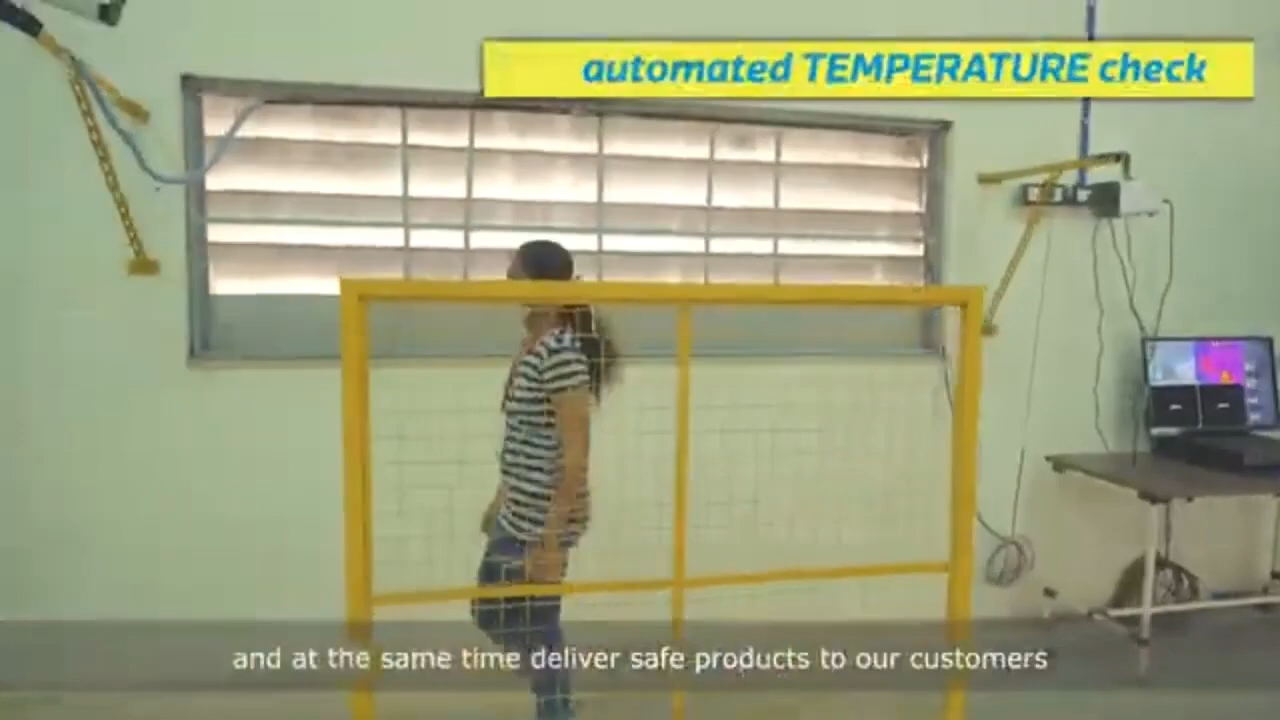 automated TEMPERATURE check
and at the same time deliver safe products to our customers